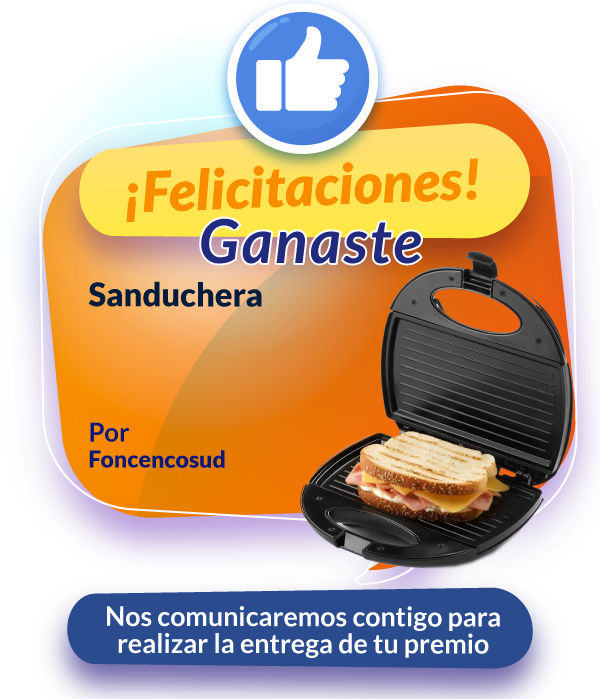 ¡Felicitaciones!
Ganaste
Sanduchera
Por
Foncencosud
Nos comunicaremos contigo para
realizar la entrega de tu premio